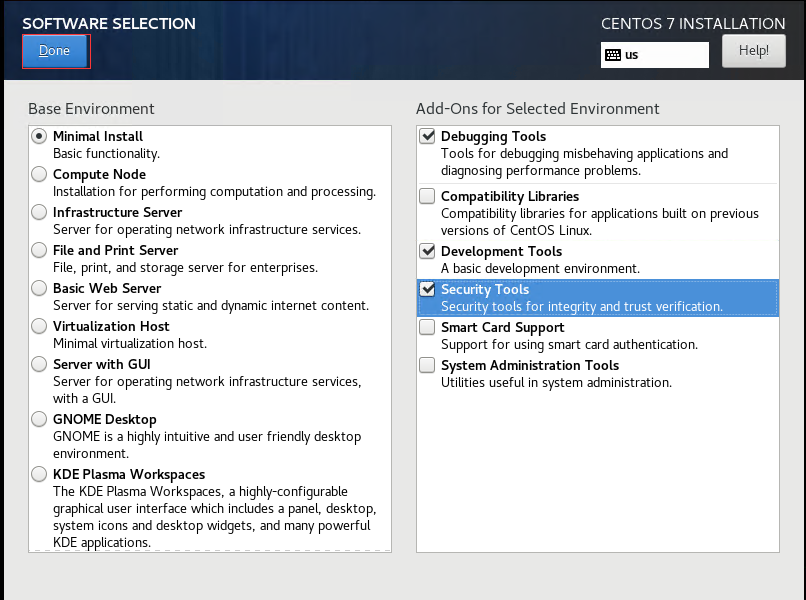 SOFTWARE SELECTION
CENTOS 7 INSTALLATION
Done
us
Help!
Base Environment
Minimal Install
Basic functionality.
Compute Node
Installation for performing computation and processing.
Infrastructure Server
Server for operating network infrastructure services.
File and Print Server
File, print, and storage server for enterprises.
Basic Web Server
Server for serving static and dynamic internet content.
Virtualization Host
Minimal virtualization host.
Server with GUI
Server for operating network infrastructure services,
with a GUI.
GNOME Desktop
GNOME is a highly intuitive and user friendly desktop
environment.
KDE Plasma Workspaces
The KDE Plasma Workspaces, a highly-configurable
graphical user interface which includes a panel, desktop,
system icons and desktop widgets, and many powerful
KDE applications.
Add-Ons for Selected Environment
Debugging Tools
Tools for debugging misbehaving applications and
diagnosing performance problems.
Compatibility Libraries
Compatibility libraries for applications built on previous
versions of CentOS Linux.
Development Tools
A basic development environment.
Security Tools
Security tools for integrity and trust verification.
Smart Card Support
Support for using smart card authentication.
System Administration Tools
Utilities useful in system administration.